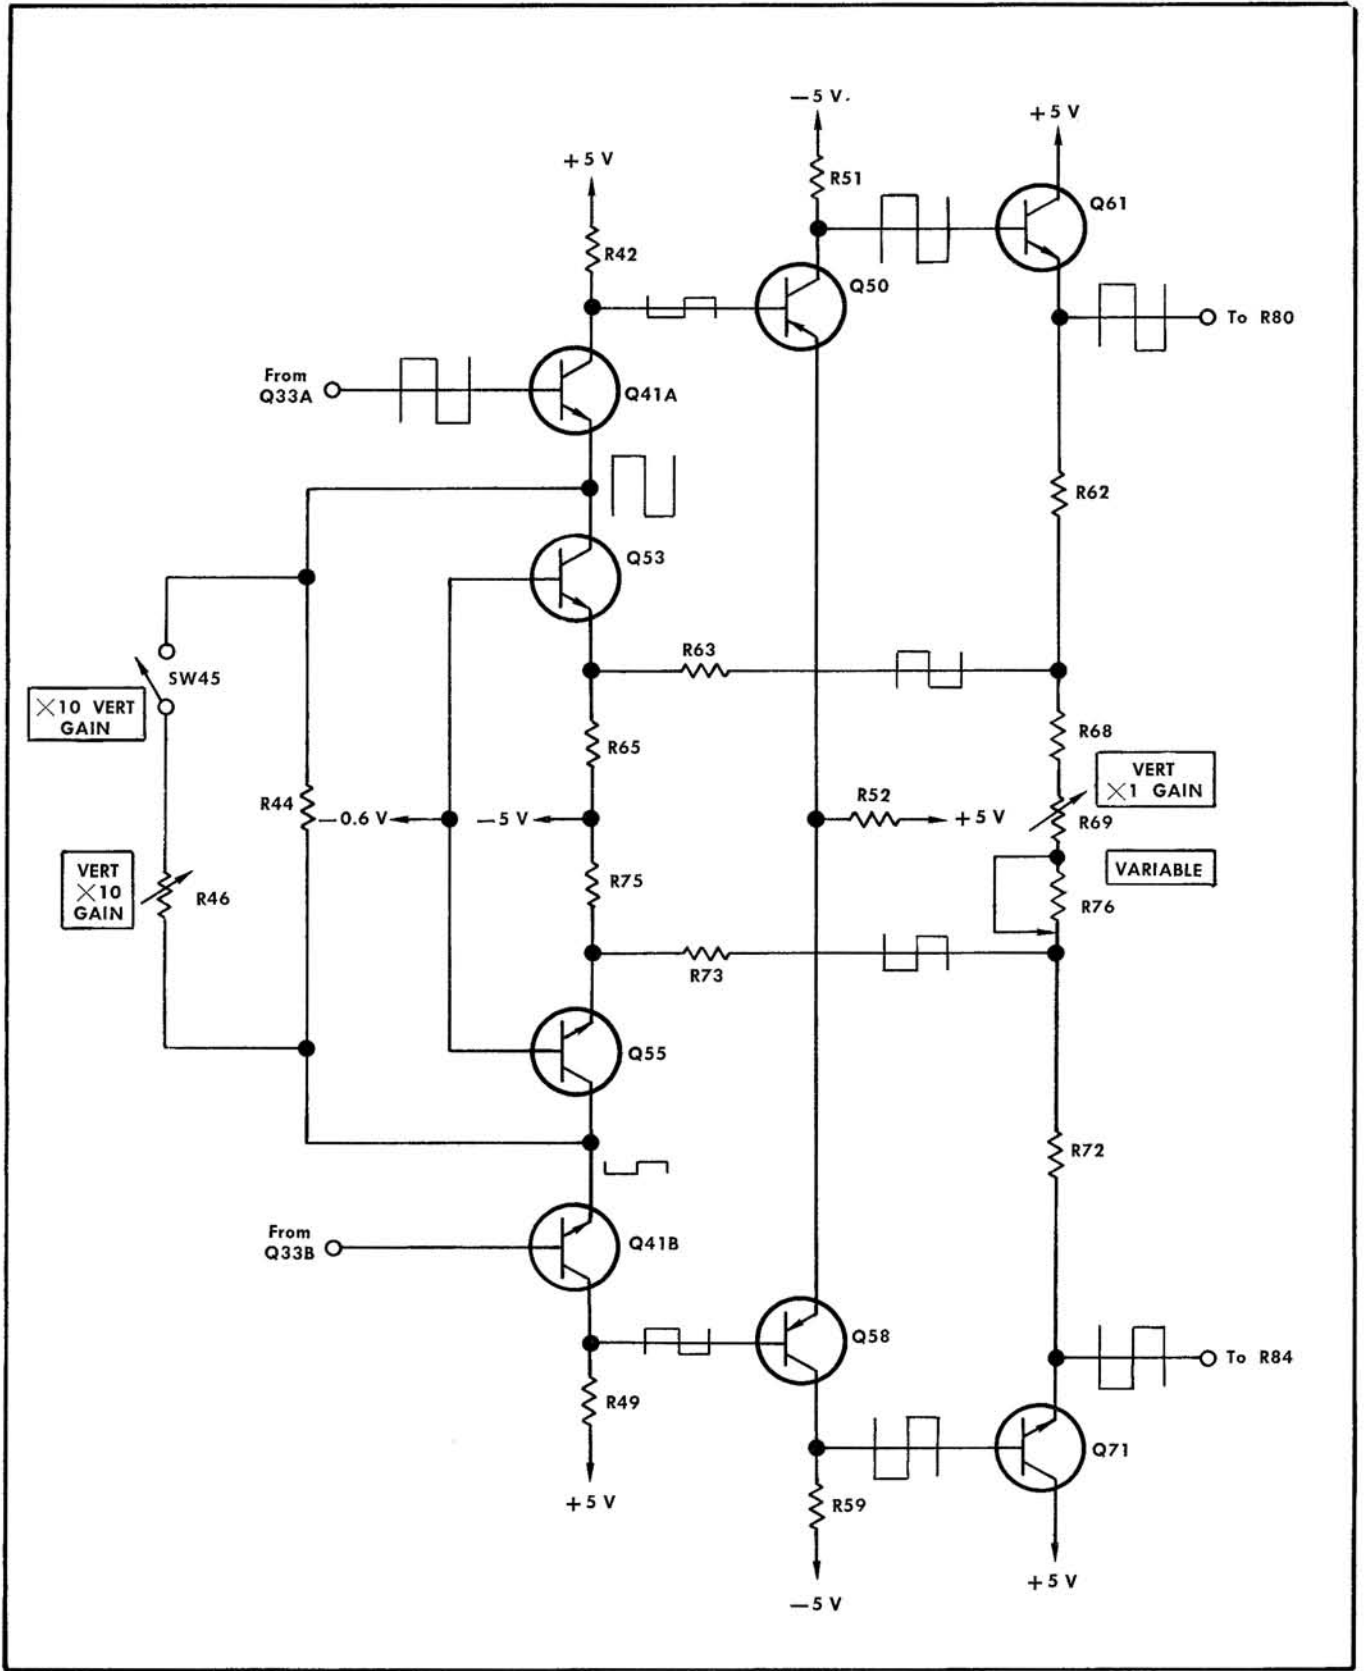 — 5 V.
+ 5 V
+ 5 V
R51
Q61
R42
Q50
To R80
From
Q33A
Q41A
R62
Q53
R63
SW45
×10 VERT
GAIN
R65
R68
VERT
×1 GAIN
R44
— 0.6 V
— 5 V
R52
+ 5 V
R69
VERT
×10
GAIN
R46
R75
VARIABLE
R76
R73
Q55
R72
From
Q33B
Q41B
Q58
To R84
R49
Q71
+ 5 V
R59
+ 5 V
— 5 V